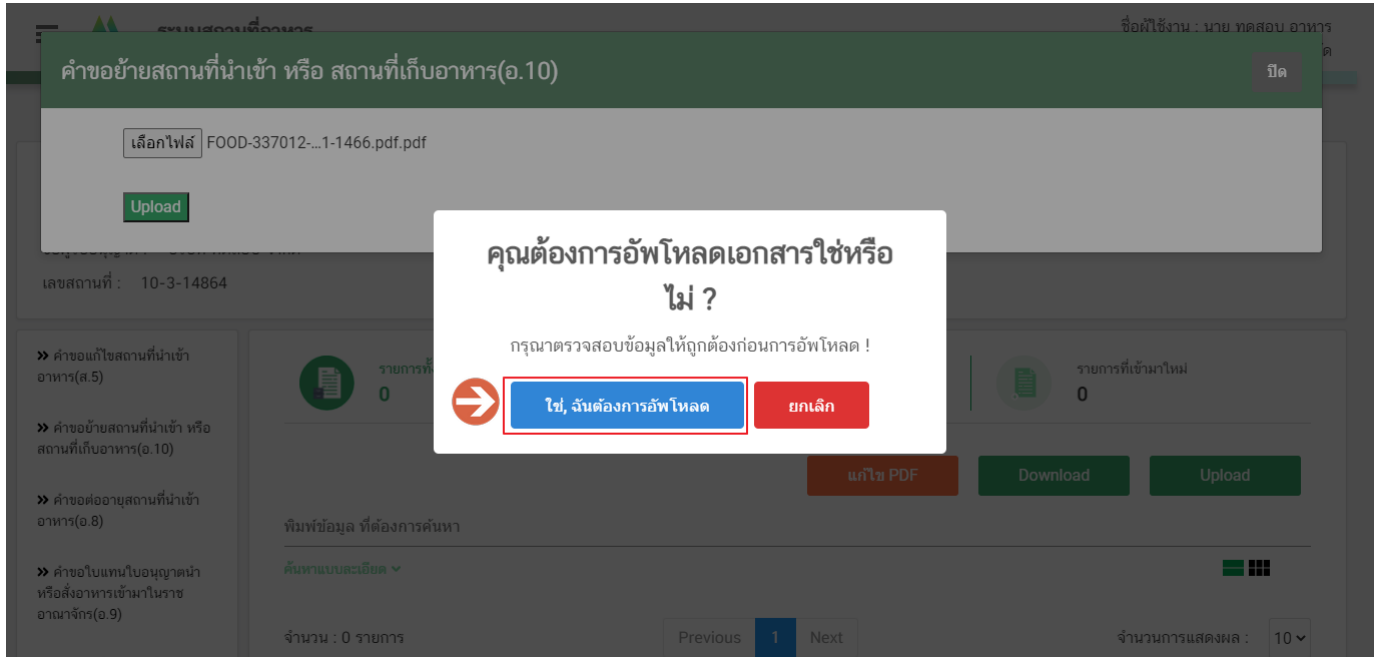 ระบบสถานที่อาหาร
ชื่อผู้ใช้งาน : นาย ทดสอบ อาหาร
คำขอย้ายสถานที่นำเข้า หรือ สถานที่เก็บอาหาร(อ.10)
ปิด
เลือกไฟล์ FOOD-337012-...1-1466.pdf.pdf
Upload
คุณต้องการอัพโหลดเอกสารใช่หรือ
ไม่ ?
กรุณาตรวจสอบข้อมูลให้ถูกต้องก่อนการอัพโหลด !
ใช่, ฉันต้องการอัพโหลด
ยกเลิก
เลขสถานที่ : 10-3-14864
» คำขอแก้ไขสถานที่นำเข้า
อาหาร(ส.5)
» คำขอย้ายสถานที่นำเข้า หรือ
สถานที่เก็บอาหาร(อ.10)
» คำขอต่ออายุสถานที่นำเข้า
อาหาร(อ.8)
» คำขอใบแทนใบอนุญาตนำ
หรือสั่งอาหารเข้ามาในราช
อาณาจักร(อ.9)
0
รายการที่เข้ามาใหม่
0
แก้ไข PDF
Download
Upload
พิมพ์ข้อมูล ที่ต้องการค้นหา
ค้นหาแบบละเอียด
จำนวน : 0 รายการ
Previous 1 Next
จำนวนการแสดงผล : 10